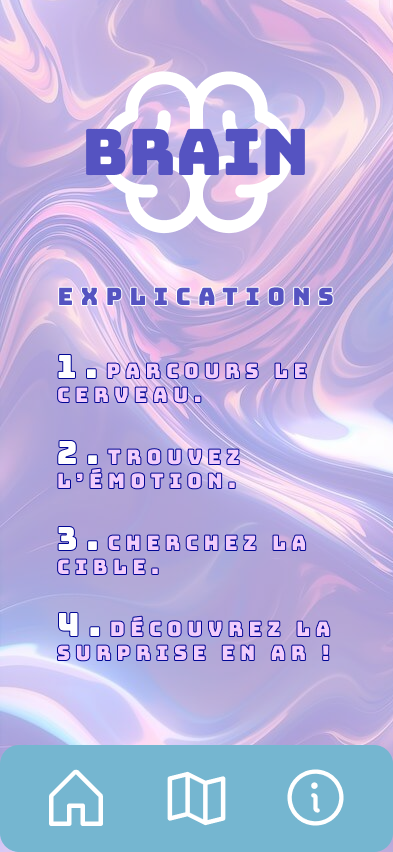 BRAIN
EXPLICATIONS
1. PARCOURS LE
CERVEAU.
2. TROUVEZ
L'ÉMOTION.
3. CHERCHEZ LA
CIBLE.
4. DÉCOUVREZ LA
SURPRISE EN AR !